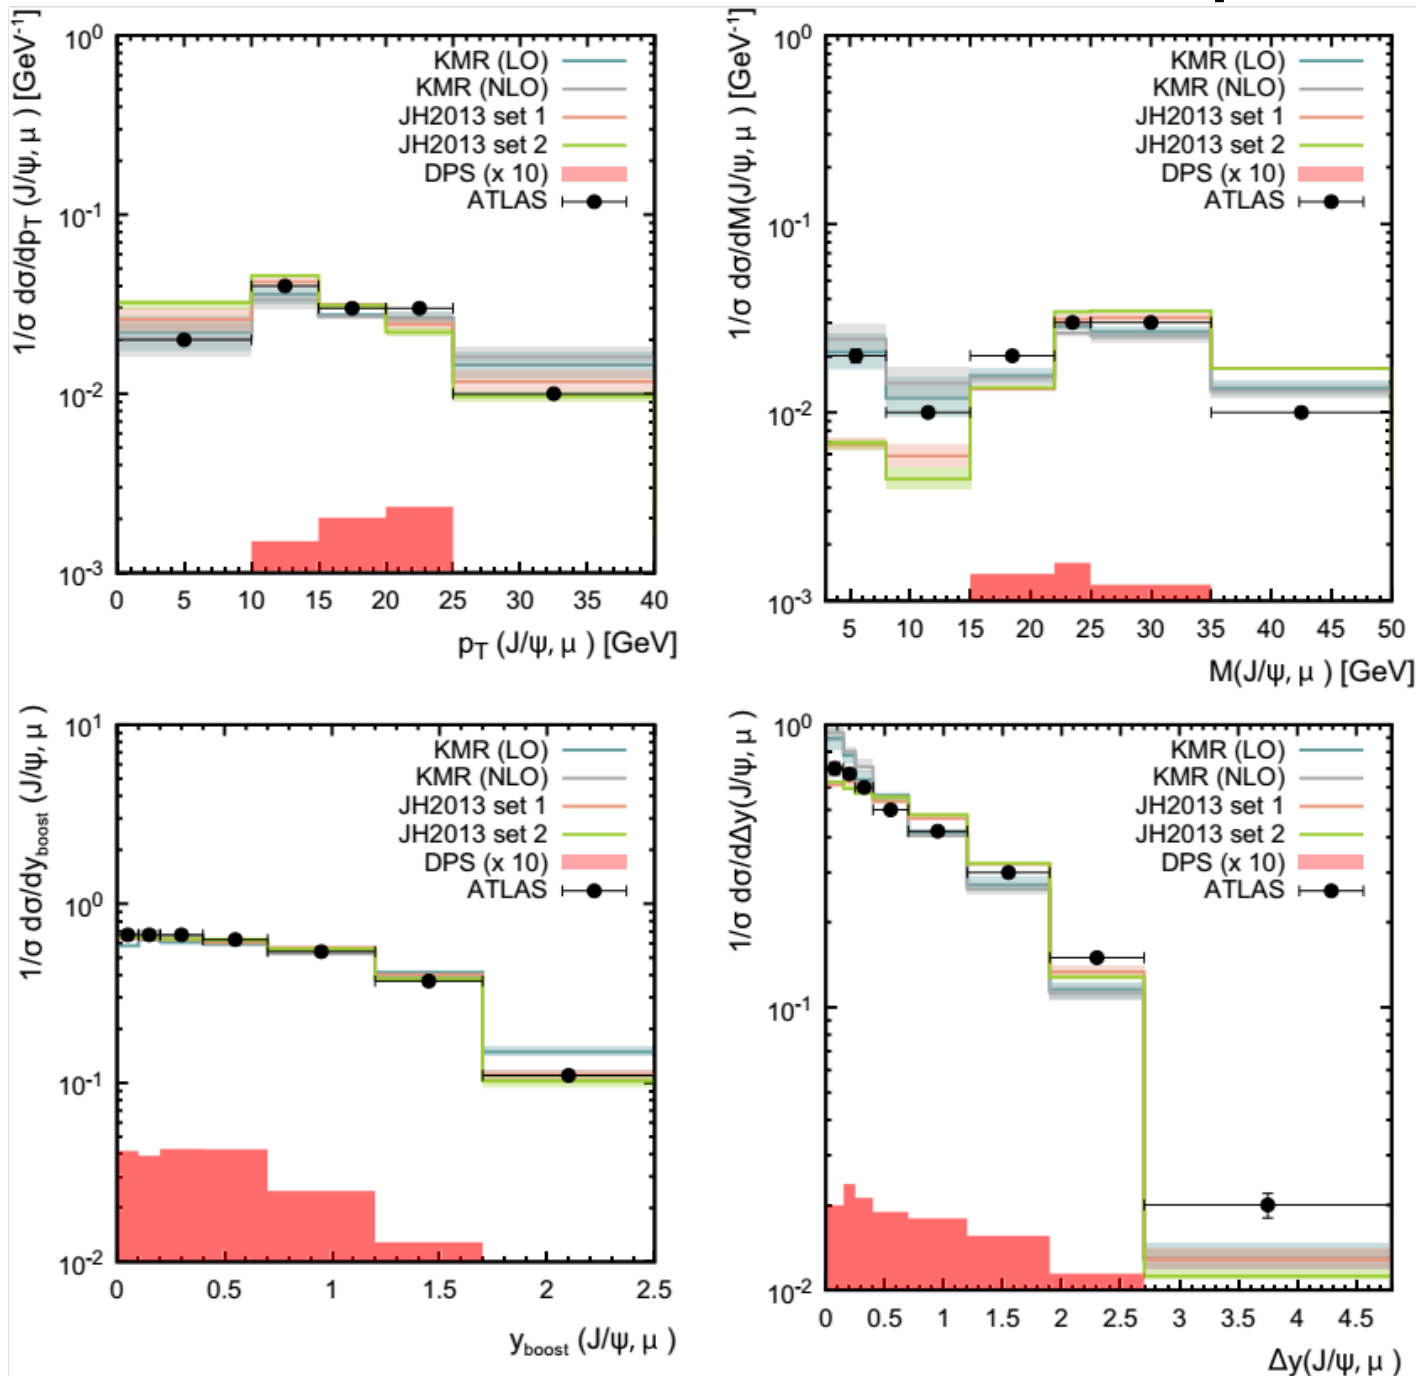 1/σ dσ/dp_T (J/ψ, μ ) [GeV⁻¹]
10⁰
10⁻¹
10⁻²
10⁻³
KMR (LO)
KMR (NLO)
JH2013 set 1
JH2013 set 2
DPS (x 10)
ATLAS
0 5 10 15 20 25 30 35 40
p_T (J/ψ, μ ) [GeV]
1/σ dσ/dM(J/ψ, μ ) [GeV⁻¹]
10⁰
10⁻¹
10⁻²
10⁻³
KMR (LO)
KMR (NLO)
JH2013 set 1
JH2013 set 2
DPS (x 10)
ATLAS
5 10 15 20 25 30 35 40 45 50
M(J/ψ, μ ) [GeV]
1/σ dσ/dy_boost (J/ψ, μ )
10¹
10⁰
10⁻¹
10⁻²
KMR (LO)
KMR (NLO)
JH2013 set 1
JH2013 set 2
DPS (x 10)
ATLAS
0 0.5 1 1.5 2 2.5
y_boost (J/ψ, μ )
1/σ dσ/dΔy(J/ψ, μ )
10⁰
10⁻¹
10⁻²
KMR (LO)
KMR (NLO)
JH2013 set 1
JH2013 set 2
DPS (x 10)
ATLAS
0 0.5 1 1.5 2 2.5 3 3.5 4 4.5
Δy(J/ψ, μ )